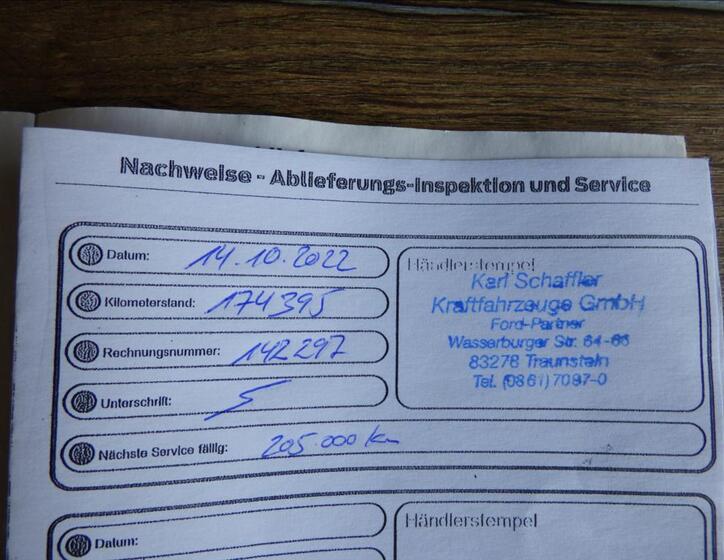 Nachweise - Ablieferungs-Inspektion und Service
Datum: 14.10.2022
Kilometerstand: 174395
Rechnungsnummer: 142297
Unterschrift:
Nächste Service fällig: 205.000 km
Händlerstempel
Karl Schaffler
Kraftfahrzeuge GmbH
Ford-Partner
Wasserburger Str. 64-66
83278 Traunstein
Tel. (0861)7097-0
Datum:
Händlerstempel